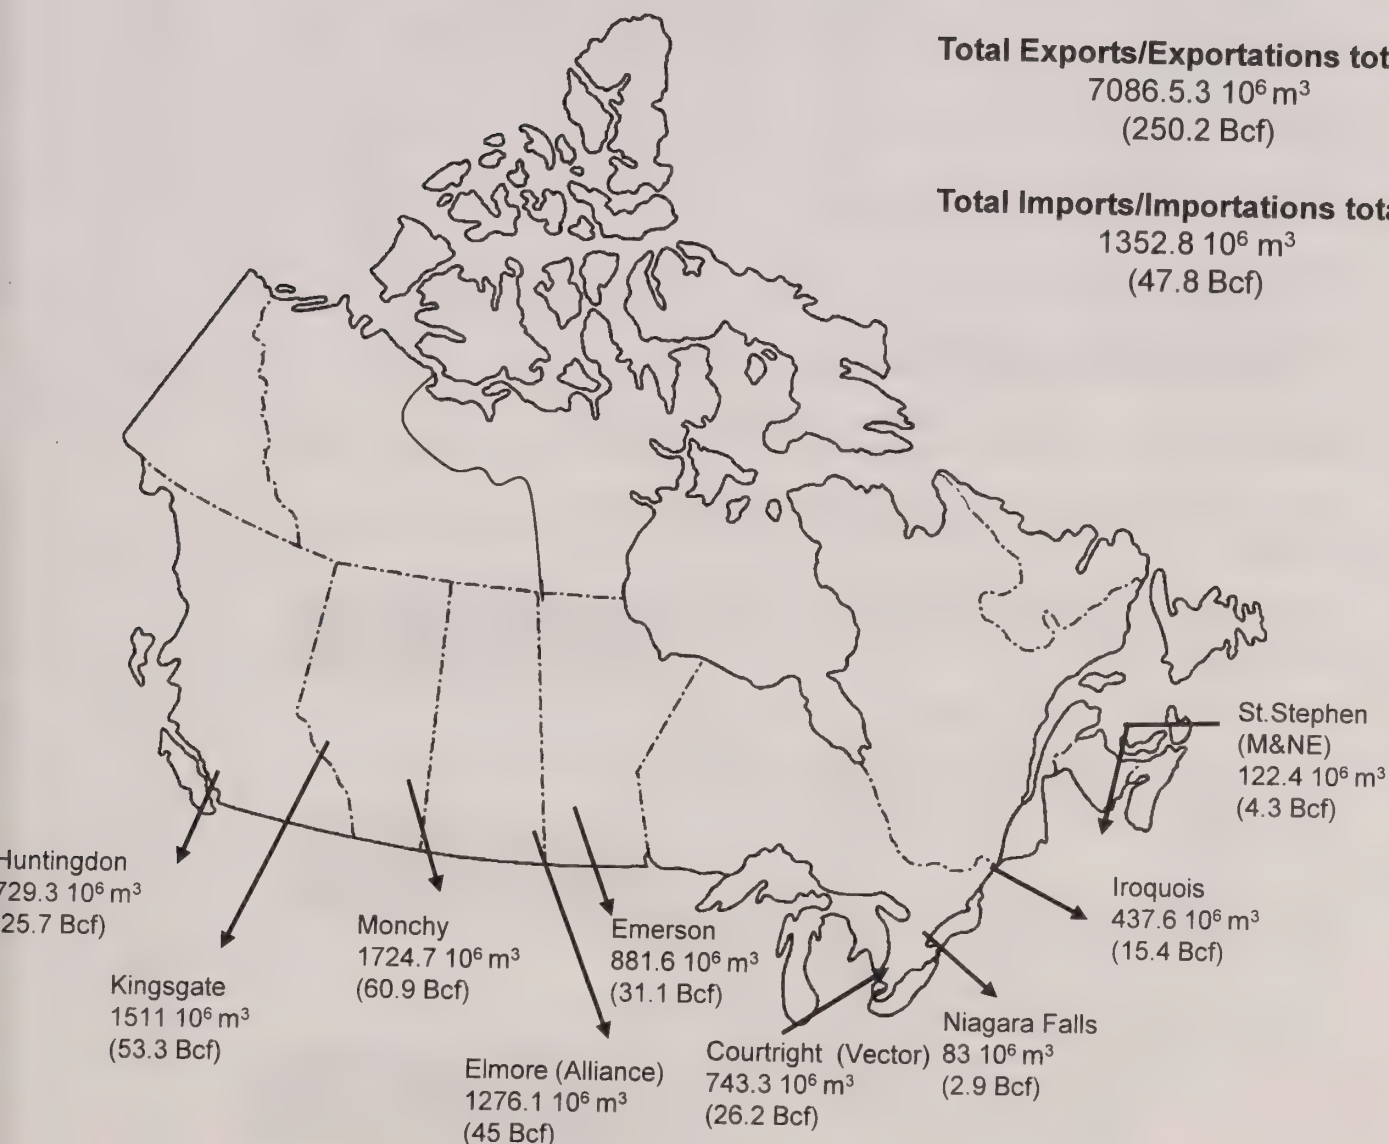 Total Exports/Exportations tot
7086.5.3 10⁶ m³
(250.2 Bcf)
Total Imports/Importations tota
1352.8 10⁶ m³
(47.8 Bcf)
St.Stephen
(M&NE)
122.4 10⁶ m³
(4.3 Bcf)
Huntingdon
729.3 10⁶ m³
25.7 Bcf)
Iroquois
437.6 10⁶ m³
(15.4 Bcf)
Monchy
1724.7 10⁶ m³
(60.9 Bcf)
Emerson
881.6 10⁶ m³
(31.1 Bcf)
Kingsgate
1511 10⁶ m³
(53.3 Bcf)
Niagara Falls
83 10⁶ m³
(2.9 Bcf)
Courtright (Vector)
743.3 10⁶ m³
(26.2 Bcf)
Elmore (Alliance)
1276.1 10⁶ m³
(45 Bcf)